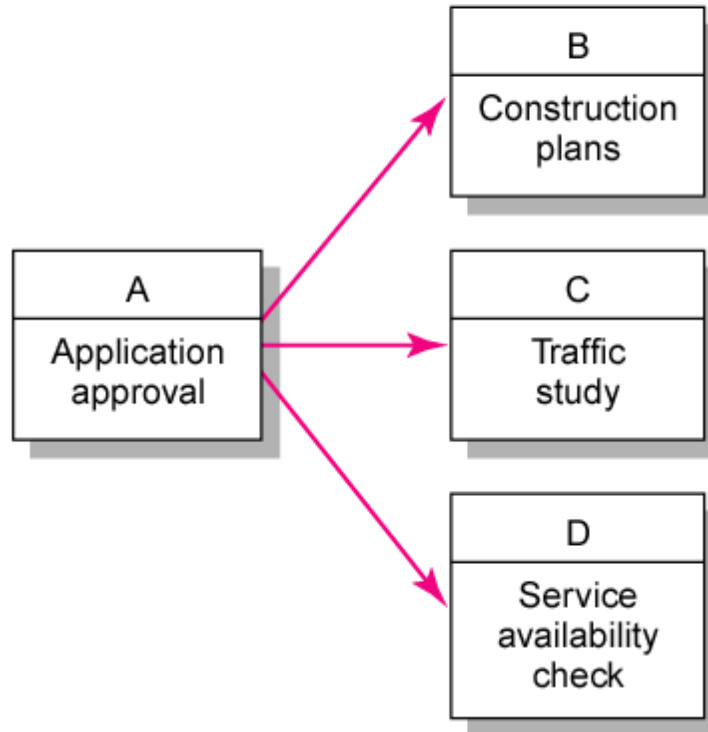 A
Application
approval
B
Construction
plans
C
Traffic
study
D
Service
availability
check